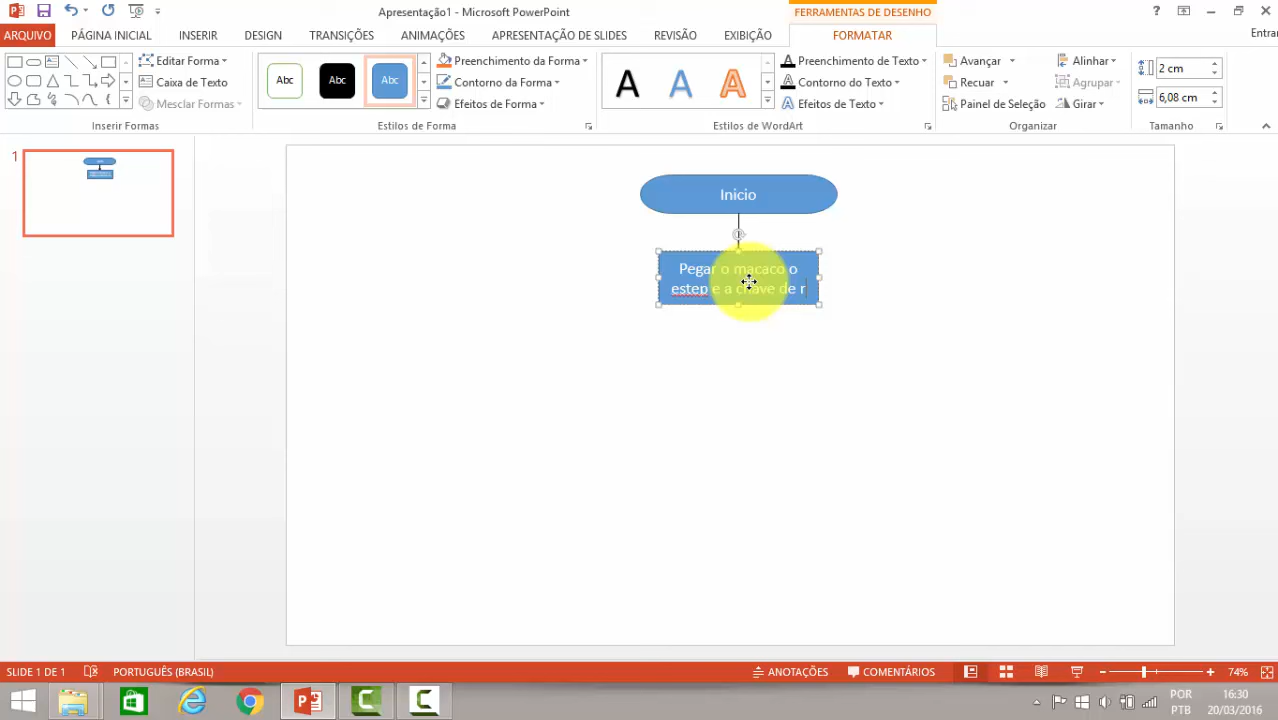 Apresentação1 - Microsoft PowerPoint
FERRAMENTAS DE DESENHO
?
ARQUIVO
PÁGINA INICIAL
INSERIR
DESIGN
TRANSIÇÕES
ANIMAÇÕES
APRESENTAÇÃO DE SLIDES
REVISÃO
EXIBIÇÃO
FORMATAR
Entrar
Editar Forma
Caixa de Texto
Mesclar Formas
Inserir Formas
Abc
Abc
Abc
Preenchimento da Forma
Contorno da Forma
Efeitos de Forma
Estilos de Forma
A
A
A
Preenchimento de Texto
Contorno do Texto
Efeitos de Texto
Estilos de WordArt
Avançar
Recuar
Painel de Seleção
Alinhar
Agrupar
Girar
Organizar
2 cm
6,08 cm
Tamanho
1
Inicio
Pegar o macaco o
estep e a chave de r
SLIDE 1 DE 1
PORTUGUÊS (BRASIL)
ANOTAÇÕES
COMENTÁRIOS
74%
POR
PTB
16:30
20/03/2016